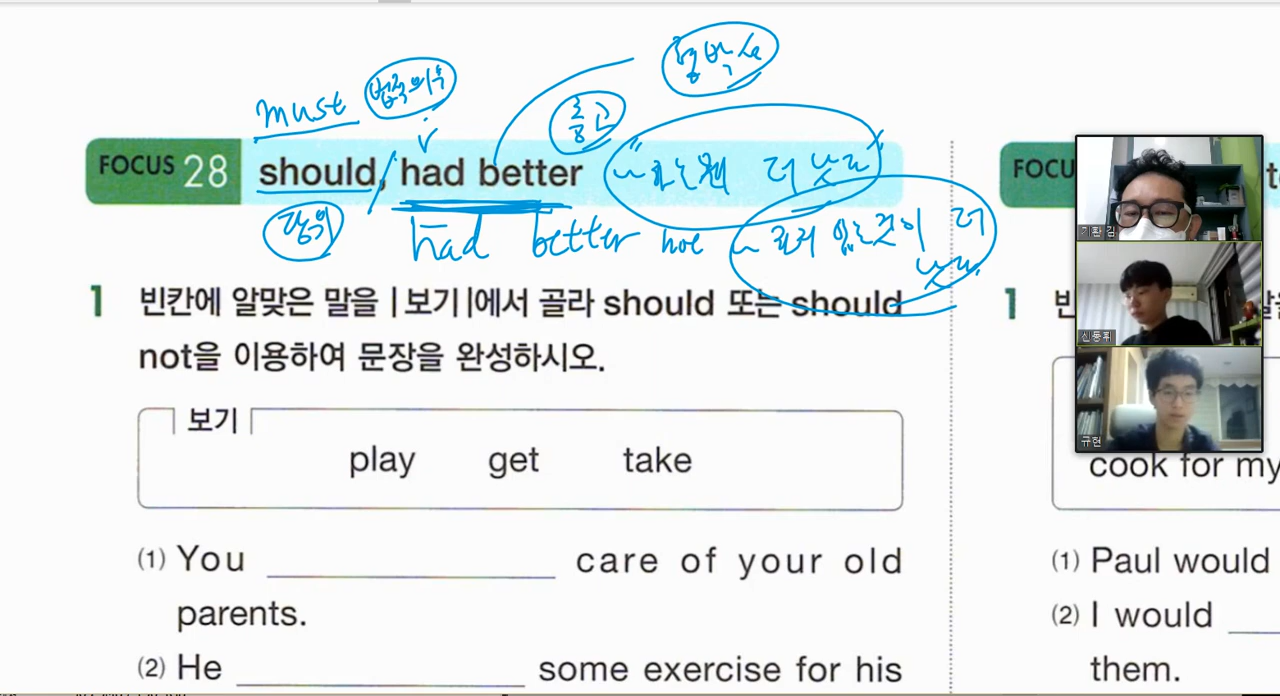 must 법적의무 협박성
충고
FOCUS 28 should, had better ~하는게 더 낫다
강의 had better not ~하지 않는것이 더 낫다
1 빈칸에 알맞은 말을 |보기|에서 골라 should 또는 should
not을 이용하여 문장을 완성하시오.
보기
play get take
(1) You ____ care of your old
parents.
(2) He ____ some exercise for his
FOCU
기환 김
신동휘
규현
1 빈
cook for my
(1) Paul would
(2) I would ____
them.